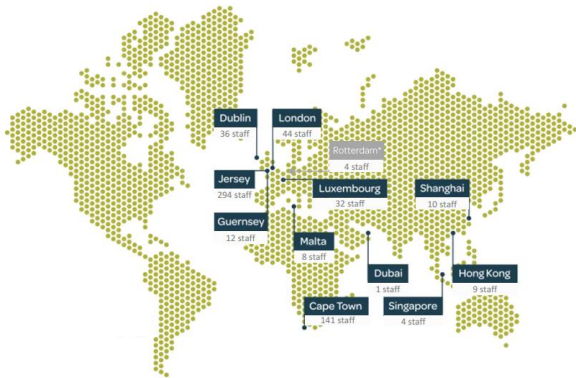 Dublin
36 staff
London
44 staff
Rotterdam*
4 staff
Jersey
294 staff
Luxembourg
32 staff
Shanghai
10 staff
Guernsey
12 staff
Malta
8 staff
Dubai
1 staff
Hong Kong
9 staff
Cape Town
141 staff
Singapore
4 staff